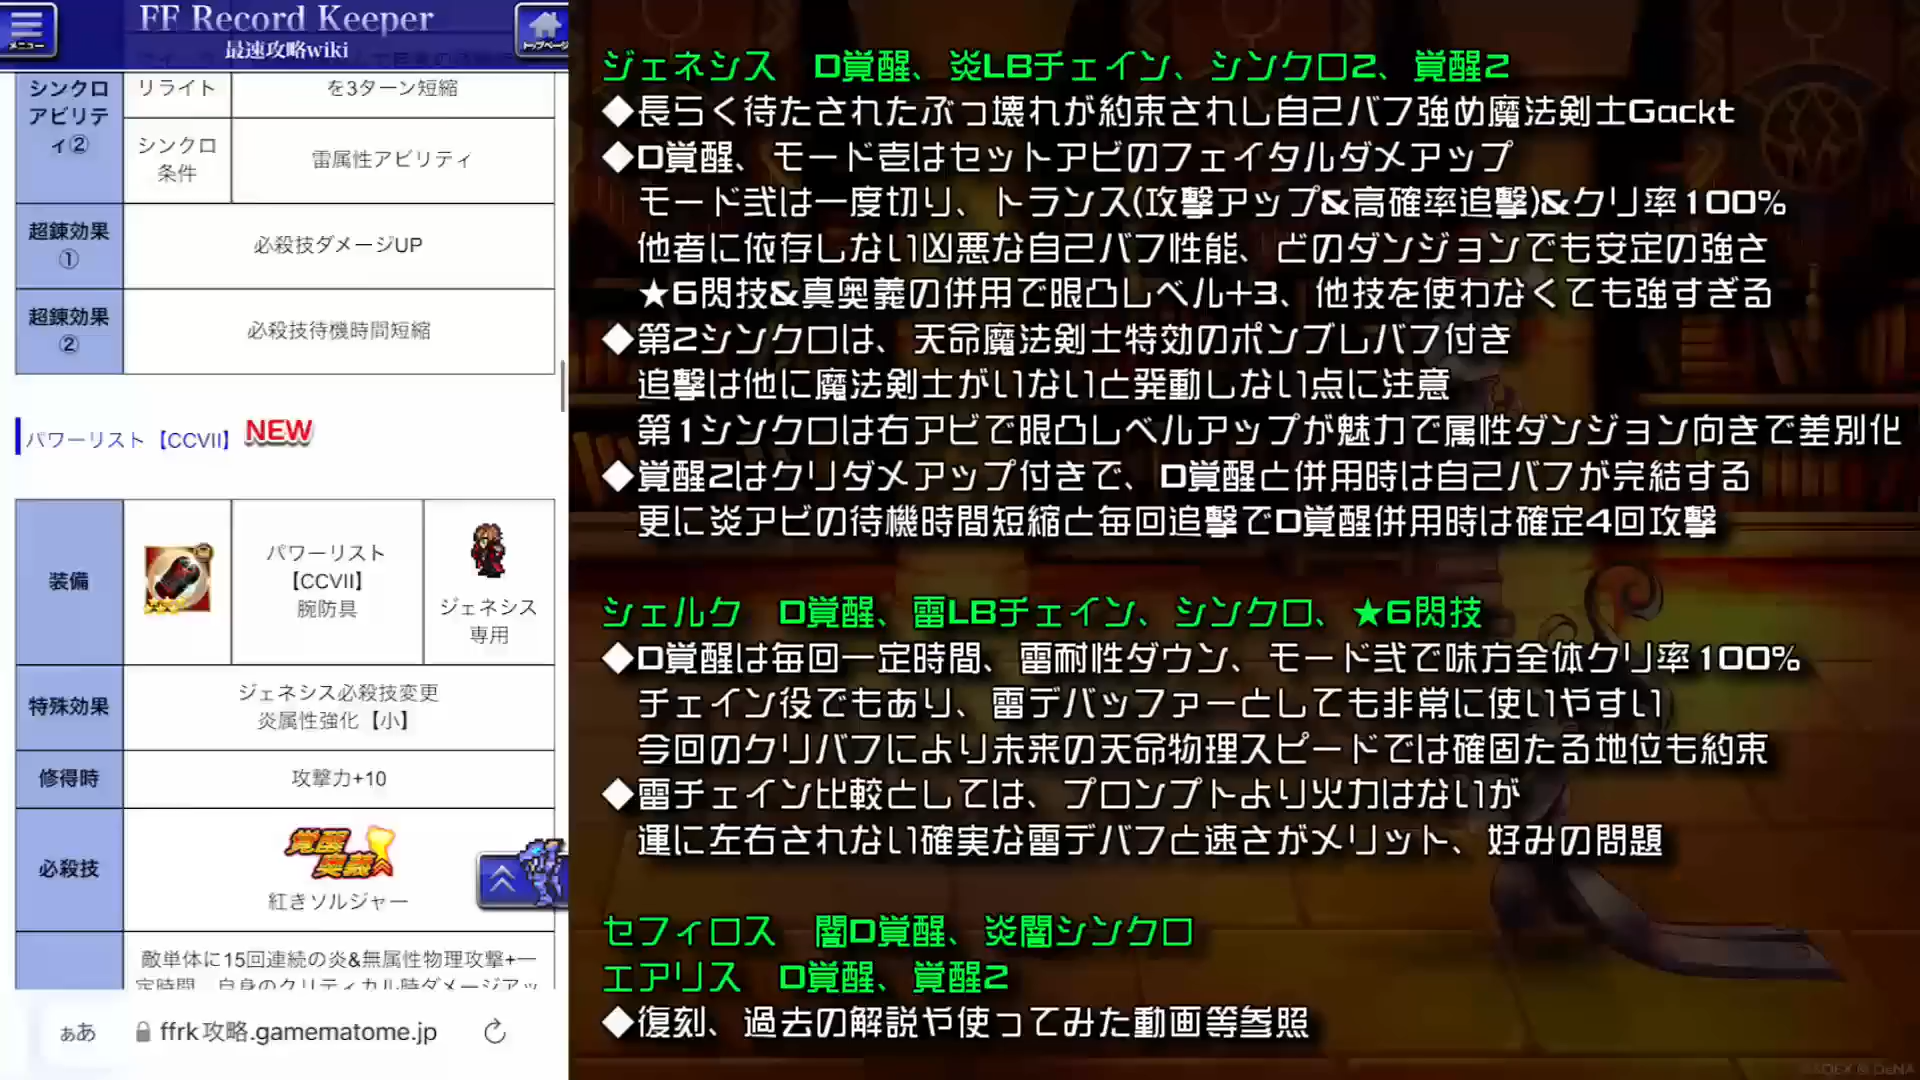 FF Record Keeper
最速攻略wiki
メニュー
トップページ
シンクロアビリティ②
リライト
を3ターン短縮
シンクロ条件
雷属性アビリティ
超錬効果①
必殺技ダメージUP
超錬効果②
必殺技待機時間短縮
パワーリスト【CCVII】 NEW
装備
パワーリスト
【CCVII】
腕防具
ジェネシス
専用
特殊効果
ジェネシス必殺技変更
炎属性強化【小】
修得時
攻撃力+10
必殺技
覚醒奥義
紅きソルジャー
敵単体に15回連続の炎&無属性物理攻撃+一
定時間、自身のクリティカル時ダメージアッ
ぁあ
ffrk攻略.gamematome.jp
ジェネシス D覚醒、炎LBチェイン、シンクロ2、覚醒2
◆長らく待たされたぶっ壊れが約束されし自己バフ強め魔法剣士Gackt
◆D覚醒、モード壱はセットアビのフェイタルダメアップ
モード弐は一度切り、トランス(攻撃アップ&高確率追撃)&クリ率100%
他者に依存しない凶悪な自己バフ性能、どのダンジョンでも安定の強さ
★6閃技&真奥義の併用で眼凸レベル+3、他技を使わなくても強すぎる
◆第2シンクロは、天命魔法剣士特効のポンプレバフ付き
追撃は他に魔法剣士がいないと発動しない点に注意
第1シンクロは右アビで眼凸レベルアップが魅力で属性ダンジョン向きで差別化
◆覚醒2はクリダメアップ付きで、D覚醒と併用時は自己バフが完結する
更に炎アビの待機時間短縮と毎回追撃でD覚醒併用時は確定4回攻撃
シェルク D覚醒、雷LBチェイン、シンクロ、★6閃技
◆D覚醒は毎回一定時間、雷耐性ダウン、モード弐で味方全体クリ率100%
チェイン役でもあり、雷デバッファーとしても非常に使いやすい
今回のクリバフにより未来の天命物理スピードでは確固たる地位も約束
◆雷チェイン比較としては、プロンプトより火力はないが
運に左右されない確実な雷デバフと速さがメリット、好みの問題
セフィロス 闇D覚醒、炎闇シンクロ
エアリス D覚醒、覚醒2
◆復刻、過去の解説や使ってみた動画等参照